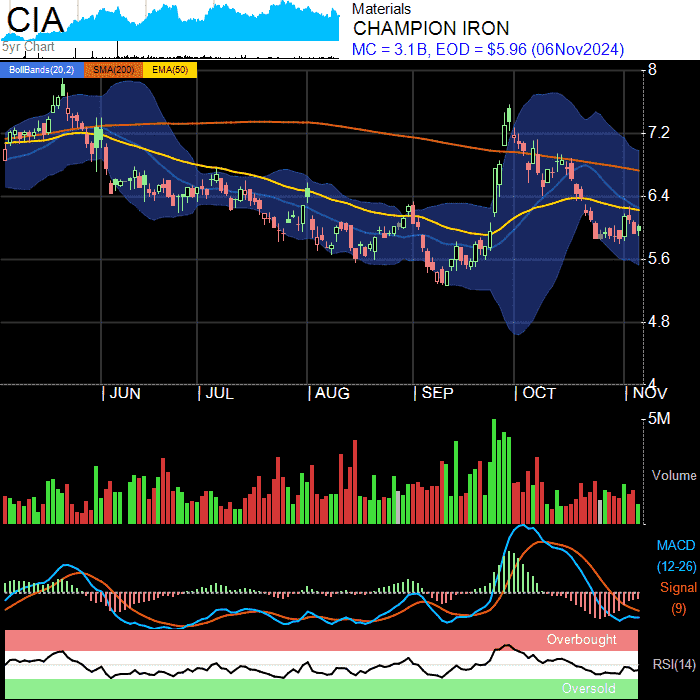 CIA
5yr Chart
Materials
CHAMPION IRON
MC = 3.1B, EOD = $5.96 (06Nov2024)
BollBands(20,2) SMA(200) EMA(50)
8
7.2
6.4
5.6
4.8
4
JUN JUL AUG SEP OCT NOV
5M
Volume
MACD
(12-26)
Signal
(9)
Overbought
RSI(14)
Oversold